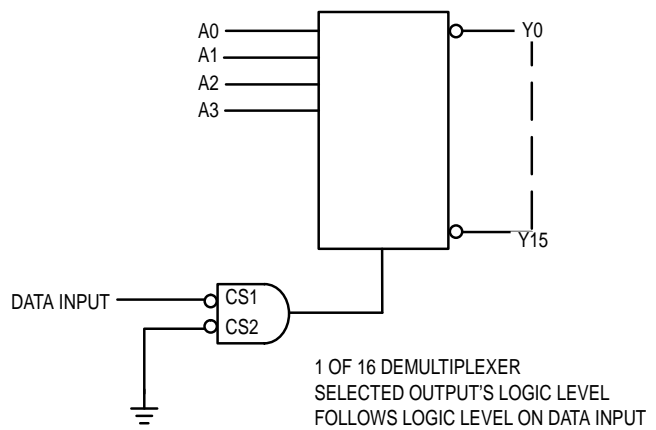 A0
Y0
A1
A2
A3
Y15
DATA INPUT
CS1
CS2
1 OF 16 DEMULTIPLEXER
SELECTED OUTPUT'S LOGIC LEVEL
FOLLOWS LOGIC LEVEL ON DATA INPUT